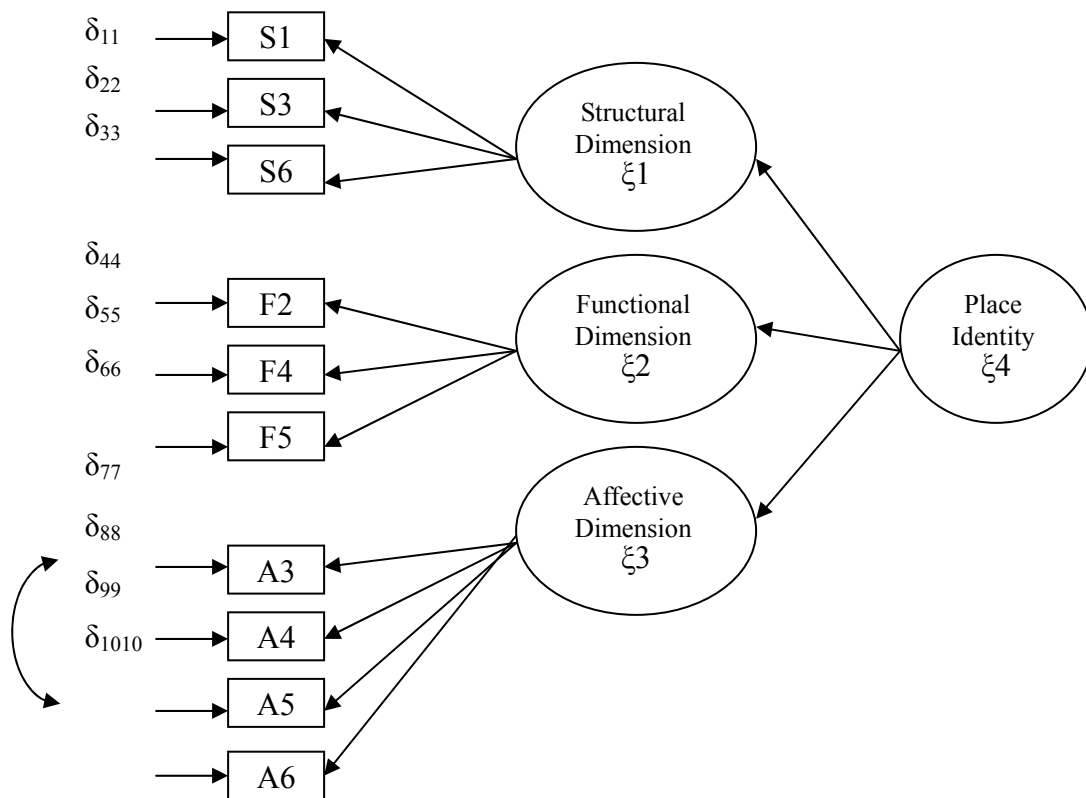 δ11
δ22
δ33
δ44
δ55
δ66
δ77
δ88
δ99
δ1010
S1
S3
S6
F2
F4
F5
A3
A4
A5
A6
Structural
Dimension
ξ1
Functional
Dimension
ξ2
Affective
Dimension
ξ3
Place
Identity
ξ4